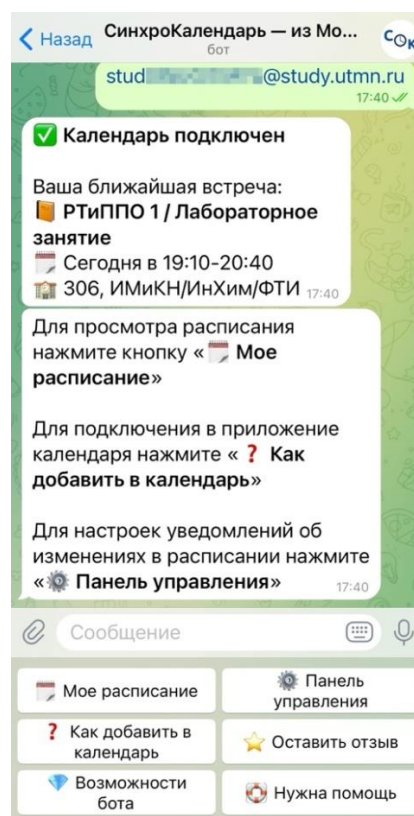 Назад
СинхроКалендарь — из Мо...
бот
stud @study.utmn.ru
17:40
Календарь подключен
Ваша ближайшая встреча:
РТиППО 1 / Лабораторное
занятие
Сегодня в 19:10-20:40
306, ИМиКН/ИнХим/ФТИ 17:40
Для просмотра расписания
нажмите кнопку « Мое
расписание»
Для подключения в приложение
календаря нажмите « ❓ Как
добавить в календарь»
Для настроек уведомлений об
изменениях в расписании нажмите
« Панель управления» 17:40
Сообщение
Мое расписание
Панель
управления
❓ Как добавить в
календарь
Оставить отзыв
Возможности
бота
Нужна помощь